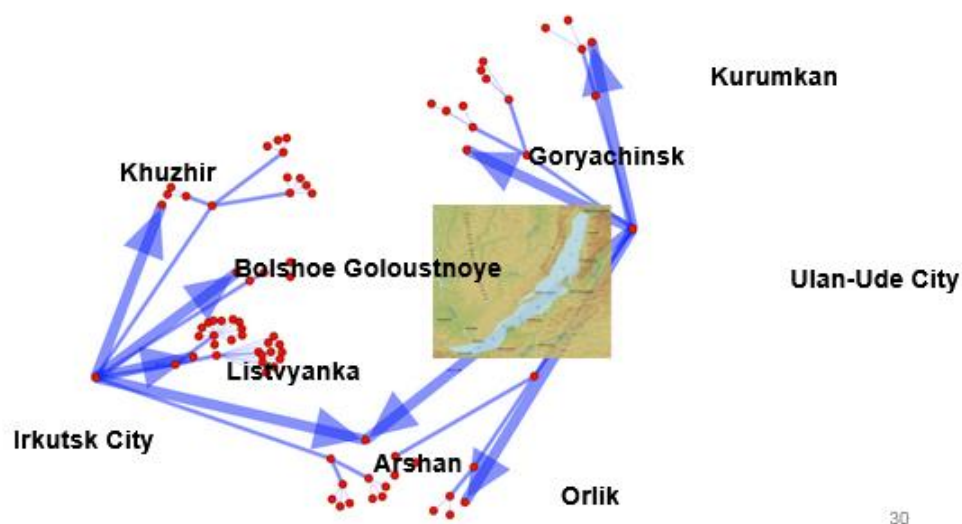 Kurumkan
Goryachinsk
Khuzhir
Bolshoe Goloustnoye
Ulan-Ude City
Listvyanka
Irkutsk City
Arshan
Orlik
30